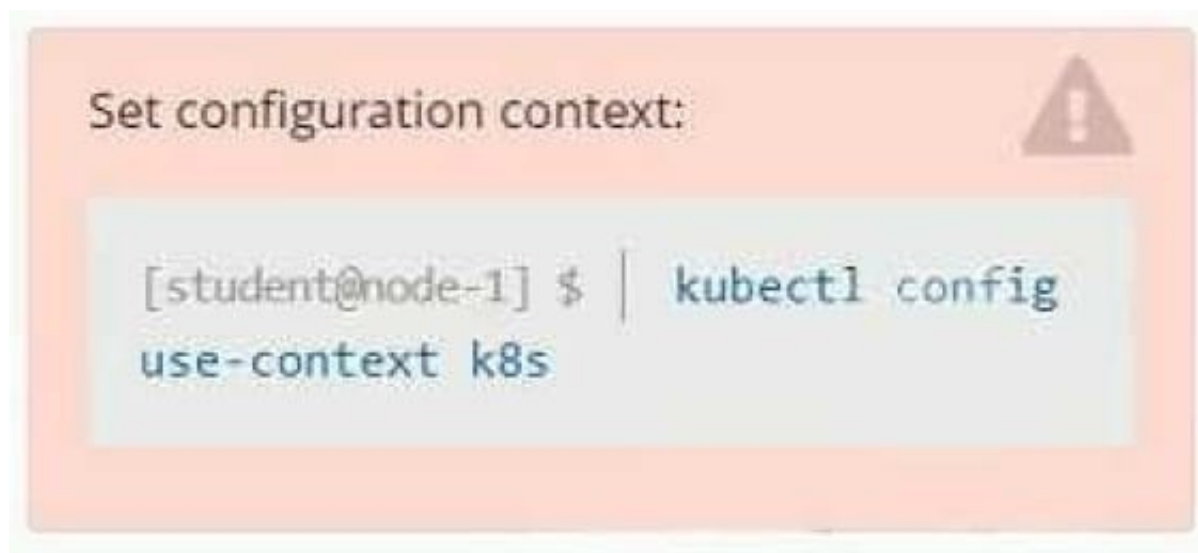 Set configuration context:
[student@node-1] $ | kubectl config
use-context k8s